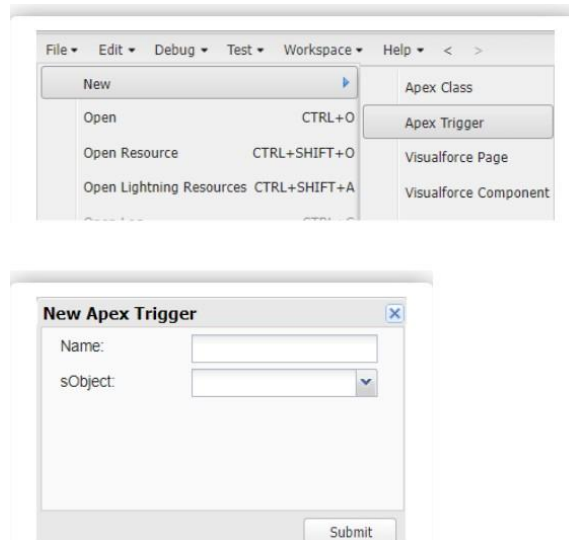 File Edit Debug Test Workspace Help < >
New Apex Class
Open CTRL+O Apex Trigger
Open Resource CTRL+SHIFT+O Visualforce Page
Open Lightning Resources CTRL+SHIFT+A Visualforce Component
New Apex Trigger
Name:
sObject:
Submit